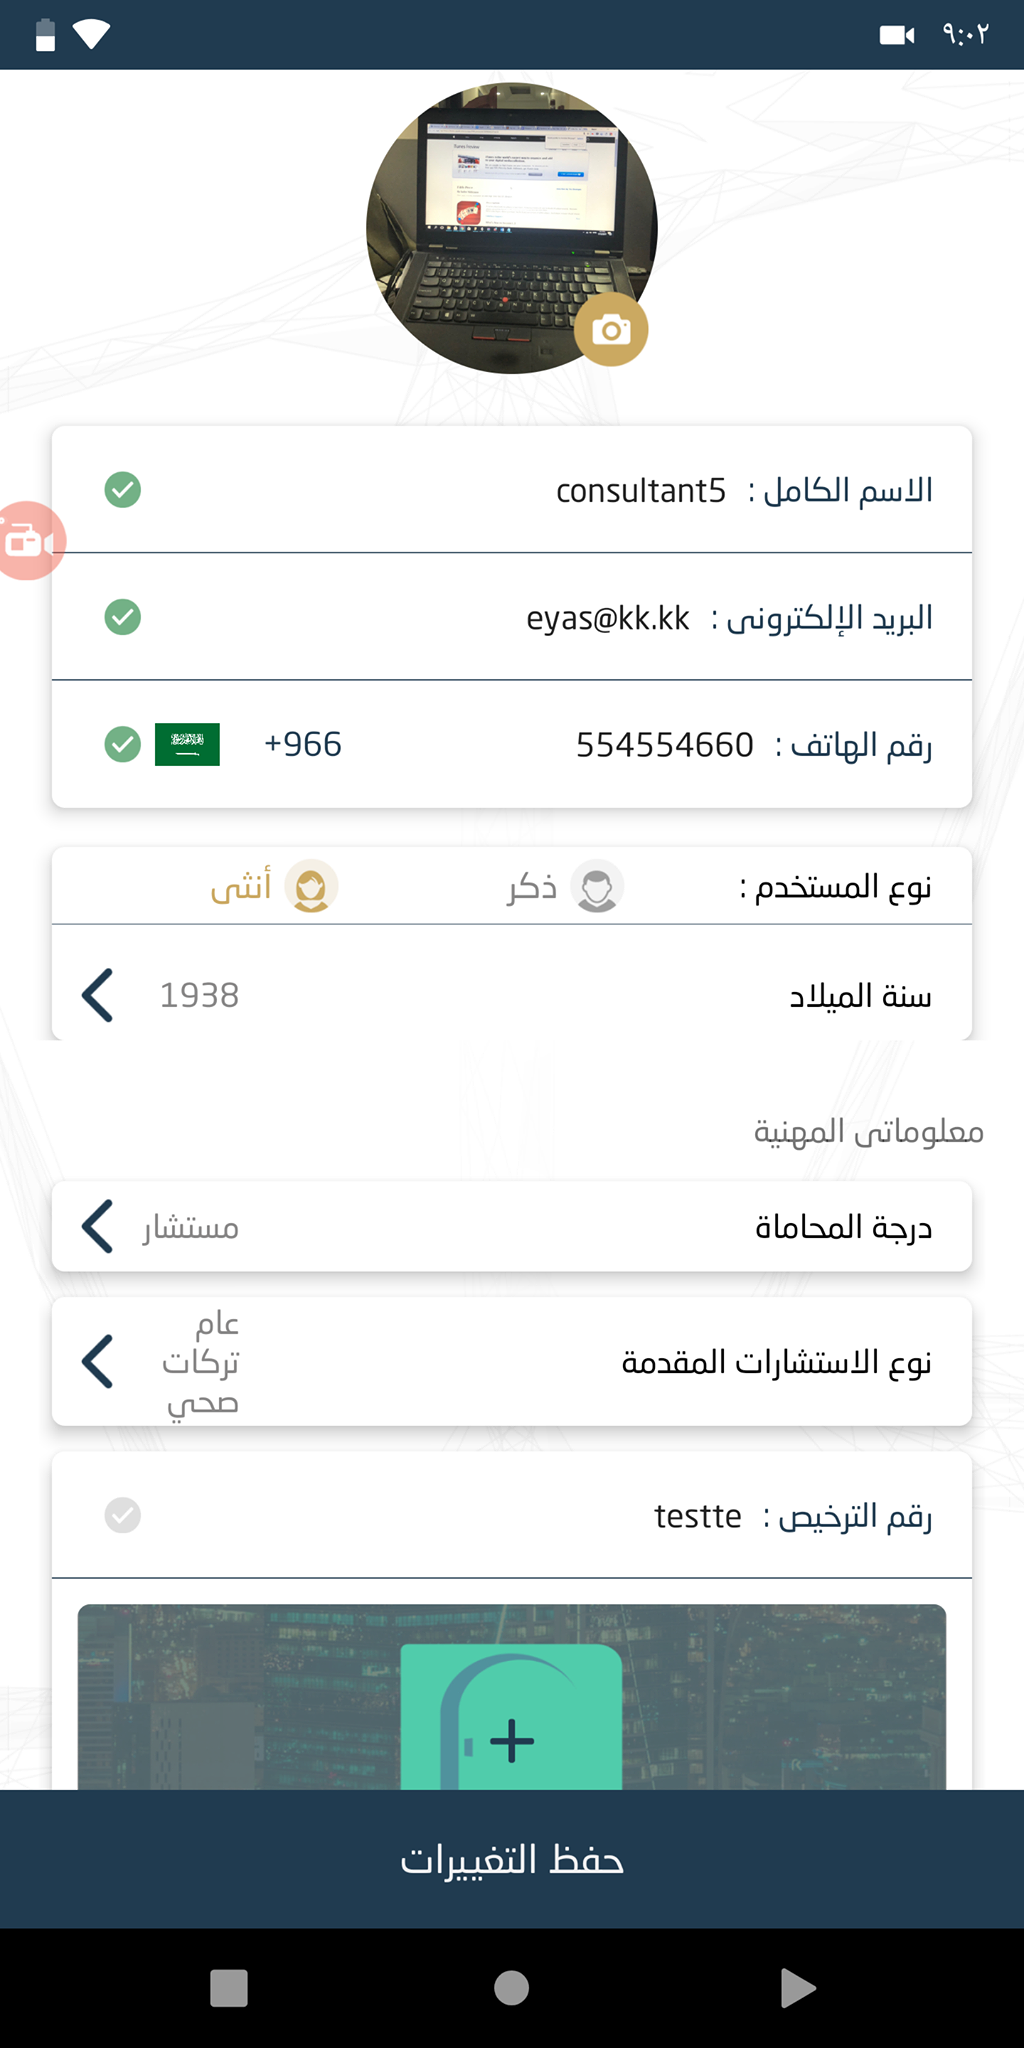 ٩:٠٢
الاسم الكامل : consultant5
البريد الإلكترونى : eyas@kk.kk
رقم الهاتف : 554554660 +966
نوع المستخدم : ذكر أنثى
سنة الميلاد 1938
معلوماتى المهنية
درجة المحاماة مستشار
نوع الاستشارات المقدمة عام
تركات
صحي
رقم الترخيص : testte
حفظ التغييرات